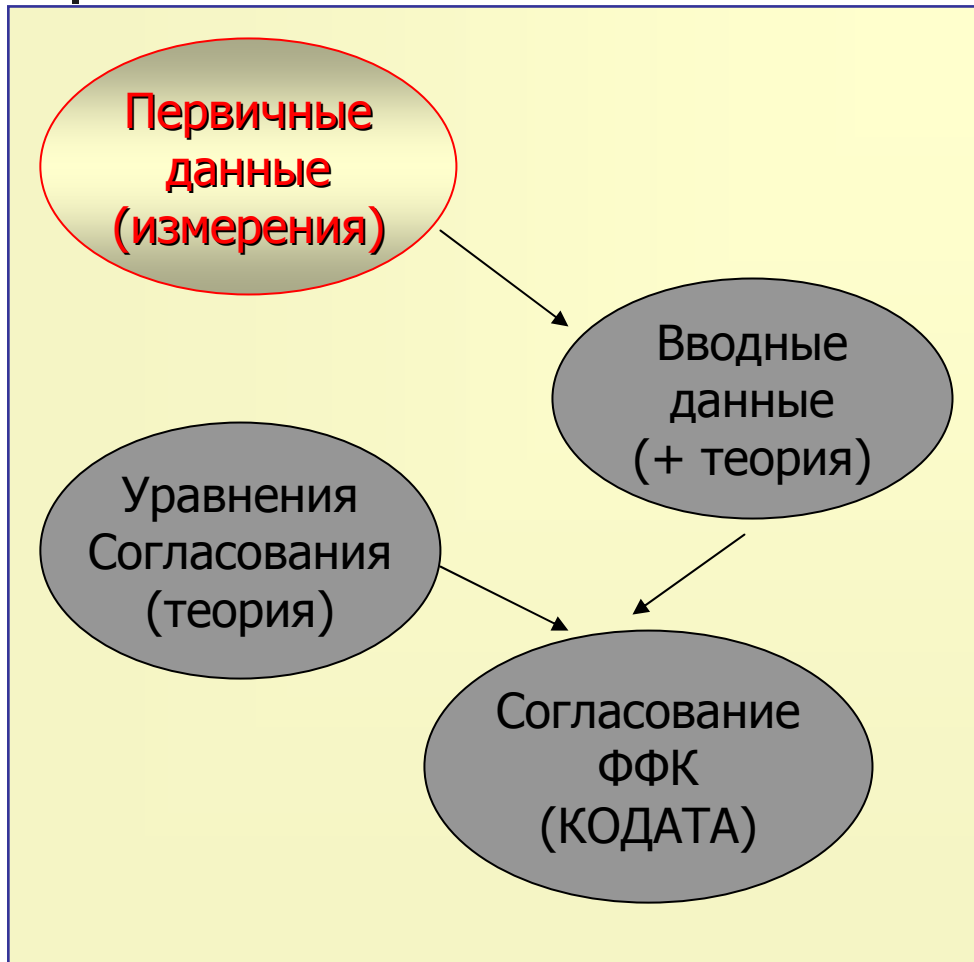 Первичные
данные
(измерения)
Вводные
данные
(+ теория)
Уравнения
Согласования
(теория)
Согласование
ФФК
(КОДАТА)